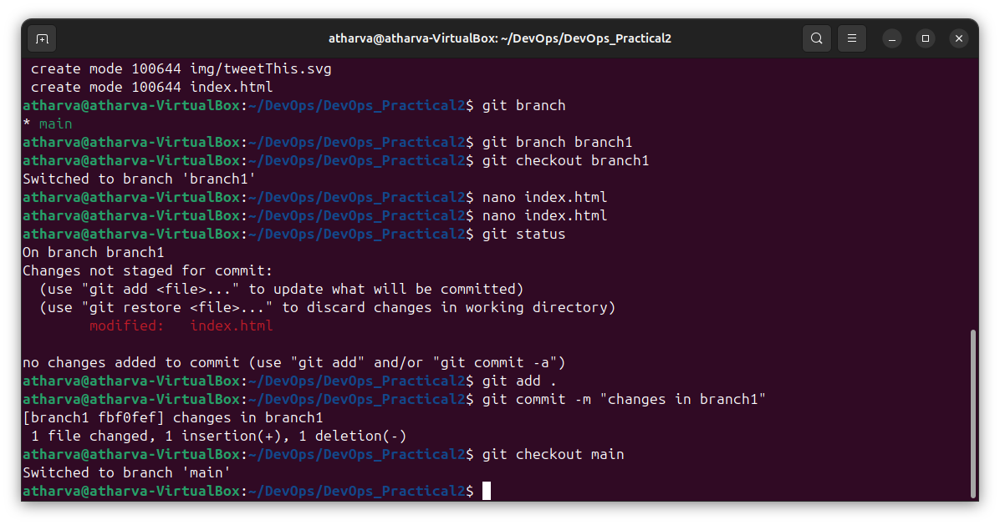 atharva@atharva-VirtualBox: ~/DevOps/DevOps_Practical2
 create mode 100644 img/tweetThis.svg
 create mode 100644 index.html
atharva@atharva-VirtualBox:~/DevOps/DevOps_Practical2$ git branch
* main
atharva@atharva-VirtualBox:~/DevOps/DevOps_Practical2$ git branch branch1
atharva@atharva-VirtualBox:~/DevOps/DevOps_Practical2$ git checkout branch1
Switched to branch 'branch1'
atharva@atharva-VirtualBox:~/DevOps/DevOps_Practical2$ nano index.html
atharva@atharva-VirtualBox:~/DevOps/DevOps_Practical2$ nano index.html
atharva@atharva-VirtualBox:~/DevOps/DevOps_Practical2$ git status
On branch branch1
Changes not staged for commit:
  (use "git add <file>..." to update what will be committed)
  (use "git restore <file>..." to discard changes in working directory)
        modified:   index.html

no changes added to commit (use "git add" and/or "git commit -a")
atharva@atharva-VirtualBox:~/DevOps/DevOps_Practical2$ git add .
atharva@atharva-VirtualBox:~/DevOps/DevOps_Practical2$ git commit -m "changes in branch1"
[branch1 fbf0fef] changes in branch1
 1 file changed, 1 insertion(+), 1 deletion(-)
atharva@atharva-VirtualBox:~/DevOps/DevOps_Practical2$ git checkout main
Switched to branch 'main'
atharva@atharva-VirtualBox:~/DevOps/DevOps_Practical2$